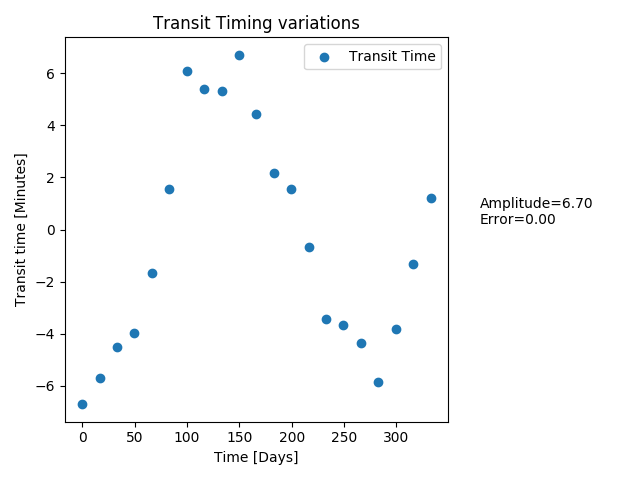 Transit Timing variations
Transit Time
Transit time [Minutes]
6
4
2
0
−2
−4
−6
0
50
100
150
200
250
300
Time [Days]
Amplitude=6.70
Error=0.00